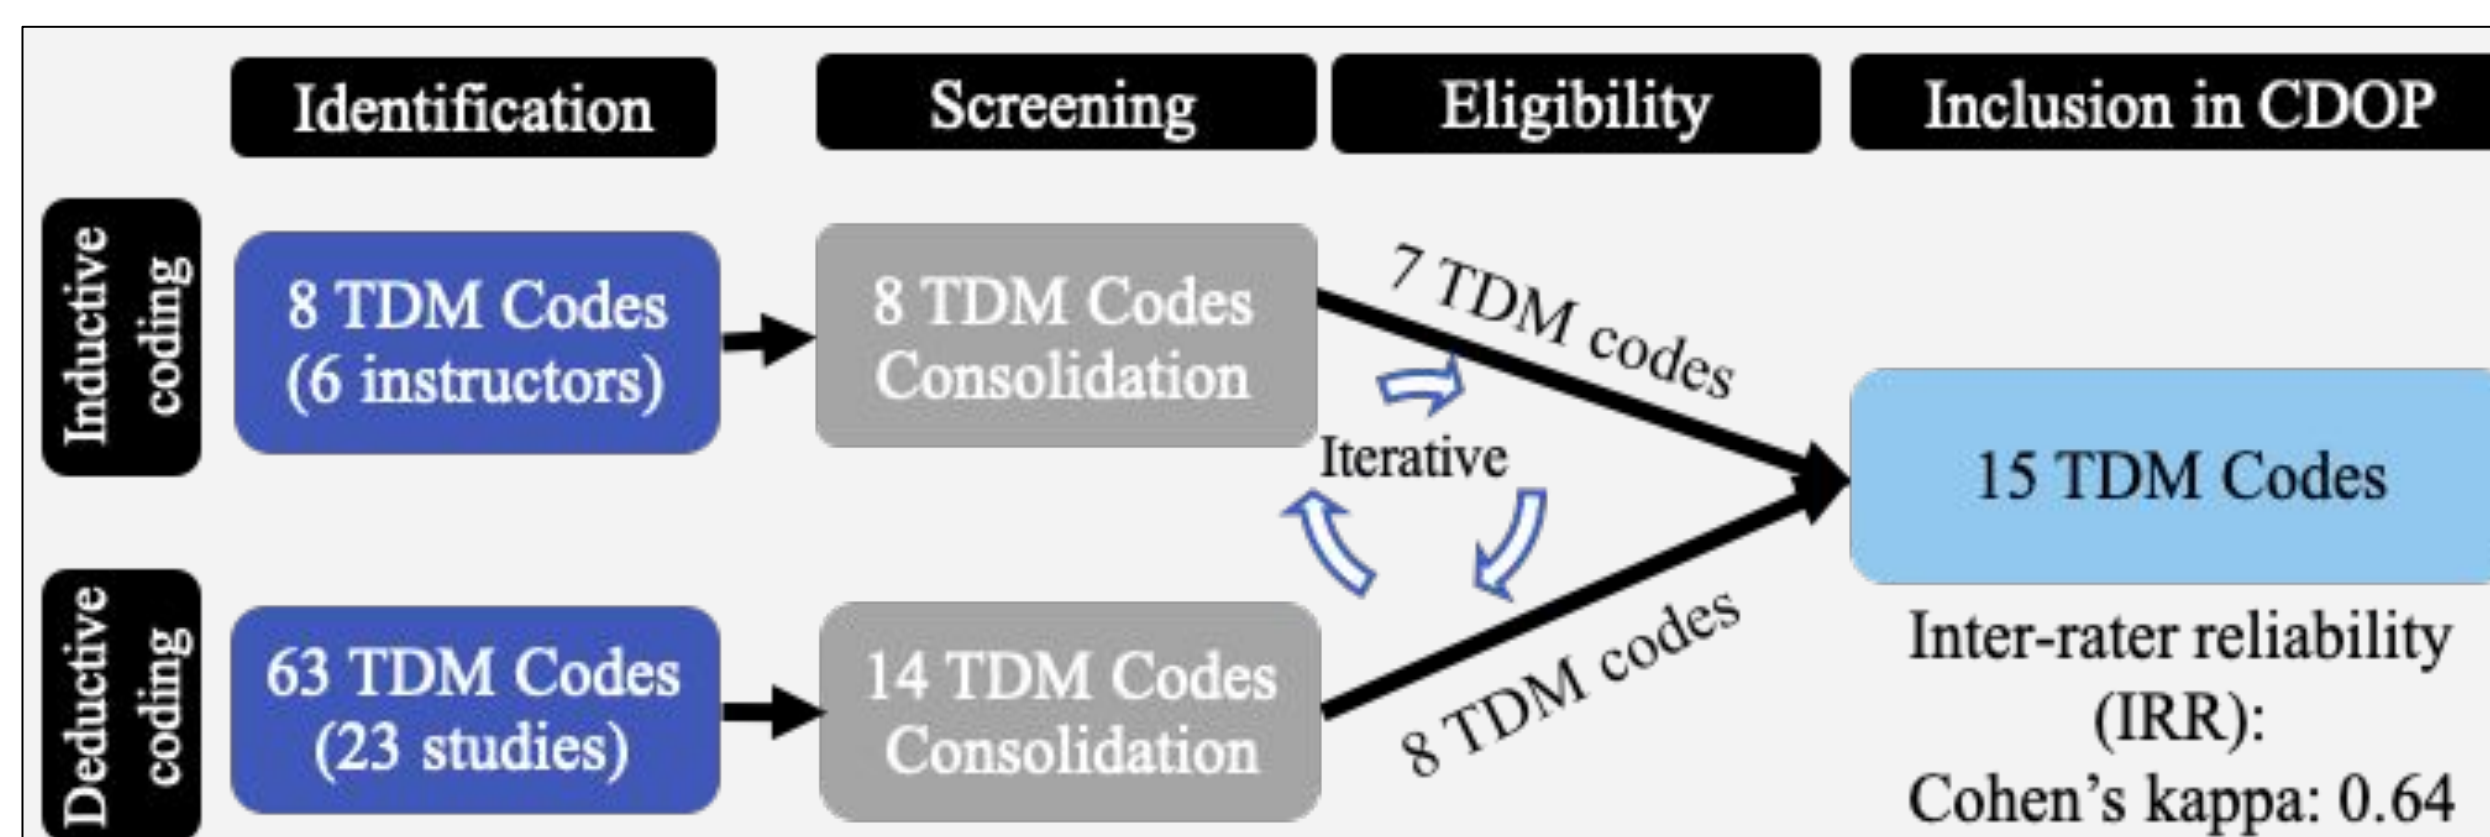 Identification
Screening
Eligibility
Inclusion in CDOP
Inductive
coding
8 TDM Codes
(6 instructors)
8 TDM Codes
Consolidation
7 TDM codes
Iterative
15 TDM Codes
Deductive
coding
63 TDM Codes
(23 studies)
14 TDM Codes
Consolidation
8 TDM codes
Inter-rater reliability
(IRR):
Cohen’s kappa: 0.64